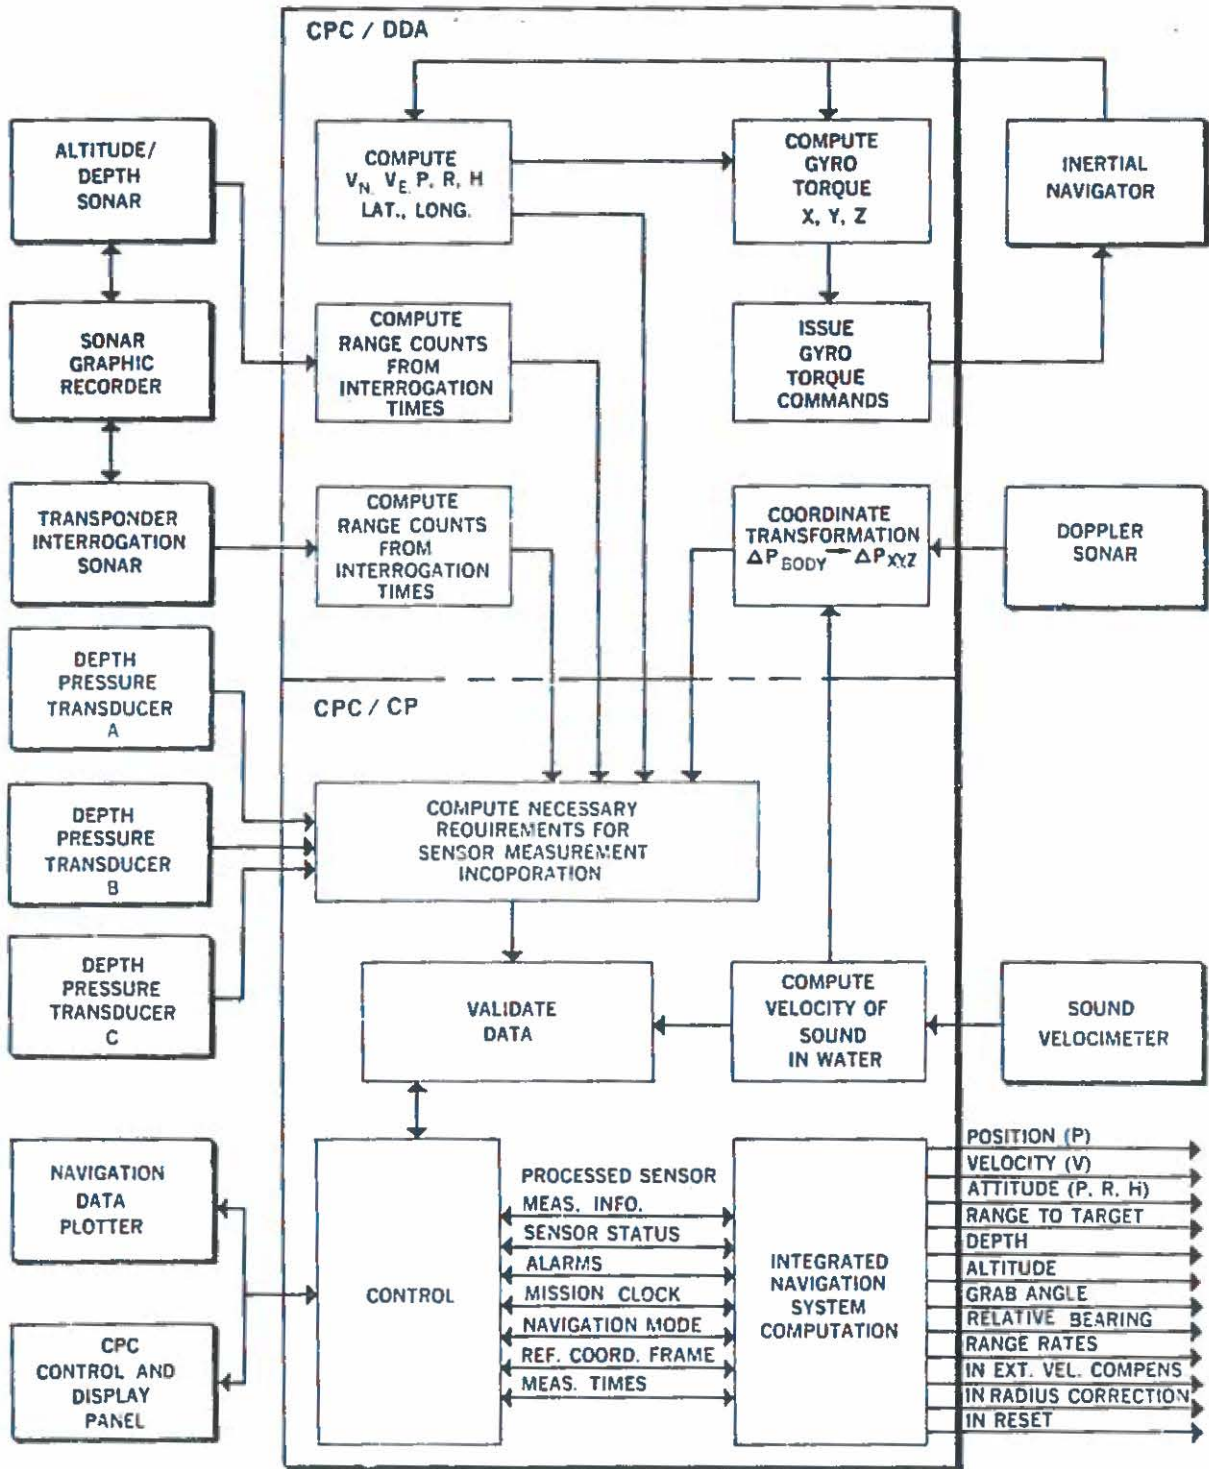 CPC / DDA
ALTITUDE/
DEPTH
SONAR
COMPUTE
V_N, V_E, P, R, H
LAT., LONG.
COMPUTE
GYRO
TORQUE
X, Y, Z
INERTIAL
NAVIGATOR
SONAR
GRAPHIC
RECORDER
COMPUTE
RANGE COUNTS
FROM
INTERROGATION
TIMES
ISSUE
GYRO
TORQUE
COMMANDS
TRANSPONDER
INTERROGATION
SONAR
COMPUTE
RANGE COUNTS
FROM
INTERROGATION
TIMES
COORDINATE
TRANSFORMATION
ΔP_BODY → ΔP_XYZ
DOPPLER
SONAR
DEPTH
PRESSURE
TRANSDUCER
A
CPC / CP
DEPTH
PRESSURE
TRANSDUCER
B
COMPUTE NECESSARY
REQUIREMENTS FOR
SENSOR MEASUREMENT
INCOPORATION
DEPTH
PRESSURE
TRANSDUCER
C
VALIDATE
DATA
COMPUTE
VELOCITY OF
SOUND
IN WATER
SOUND
VELOCIMETER
NAVIGATION
DATA
PLOTTER
CPC
CONTROL AND
DISPLAY
PANEL
CONTROL
PROCESSED SENSOR
MEAS. INFO.
SENSOR STATUS
ALARMS
MISSION CLOCK
NAVIGATION MODE
REF. COORD. FRAME
MEAS. TIMES
INTEGRATED
NAVIGATION
SYSTEM
COMPUTATION
POSITION (P)
VELOCITY (V)
ATTITUDE (P. R. H)
RANGE TO TARGET
DEPTH
ALTITUDE
GRAB ANGLE
RELATIVE BEARING
RANGE RATES
IN EXT. VEL. COMPENS
IN RADIUS CORRECTION
IN RESET